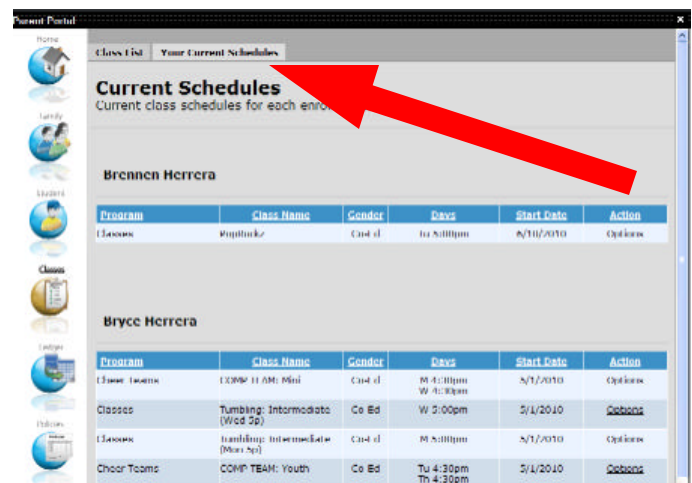 Parent Portal
Home
Class List Your Current Schedules
Current Schedules
Current class schedules for each enro
Family
Brennen Herrera
Student
Program Class Name Gender Days Start Date Action
Classes Co-Ed Tu 5:00pm 6/10/2010 Options
Classes
Bryce Herrera
Ledger
Program Class Name Gender Days Start Date Action
Cheer Teams COMP TEAM: Mini Co-Ed M 4:30pm 5/1/2010 Options
W 4:30pm
Classes Tumbling: Intermediate Co Ed W 5:00pm 5/1/2010 Options
(Wed 5p)
Policies
Classes Tumbling: Intermediate Co-Ed M 5:00pm 5/1/2010 Options
(Mon 5p)
Cheer Teams COMP TEAM: Youth Co Ed Tu 4:30pm 5/1/2010 Options
Th 4:30pm